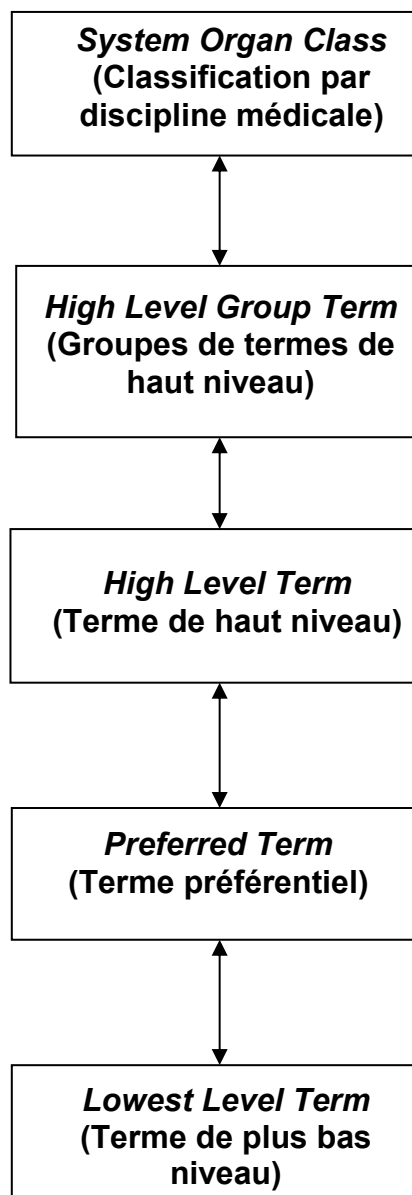 System Organ Class
(Classification par
discipline médicale)
High Level Group Term
(Groupes de termes de
haut niveau)
High Level Term
(Terme de haut niveau)
Preferred Term
(Terme préférentiel)
Lowest Level Term
(Terme de plus bas
niveau)